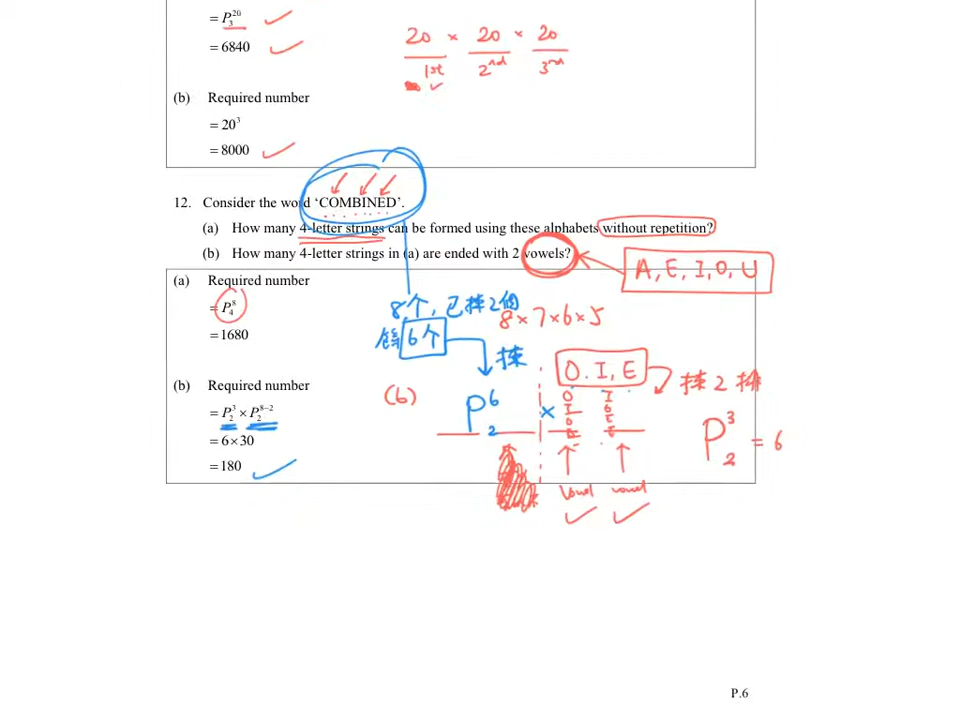 = P₃²⁰
= 6840
20 × 20 × 20
1st 2nd 3rd
(b) Required number
= 20³
= 8000
12. Consider the word ‘COMBINED’.
(a) How many 4-letter strings can be formed using these alphabets without repetition?
(b) How many 4-letter strings in (a) are ended with 2 vowels?
A, E, I, O, U
(a) Required number
= P₄⁸
= 1680
8个, 已揀2個
8 × 7 × 6 × 5
6个
揀
O. I, E
揀 2 排
(b) Required number
= P₂³ × P₂⁸⁻²
= 6 × 30
= 180
(b)
P₂⁶ ×
P₂³ = 6
vowel vowel
P.6